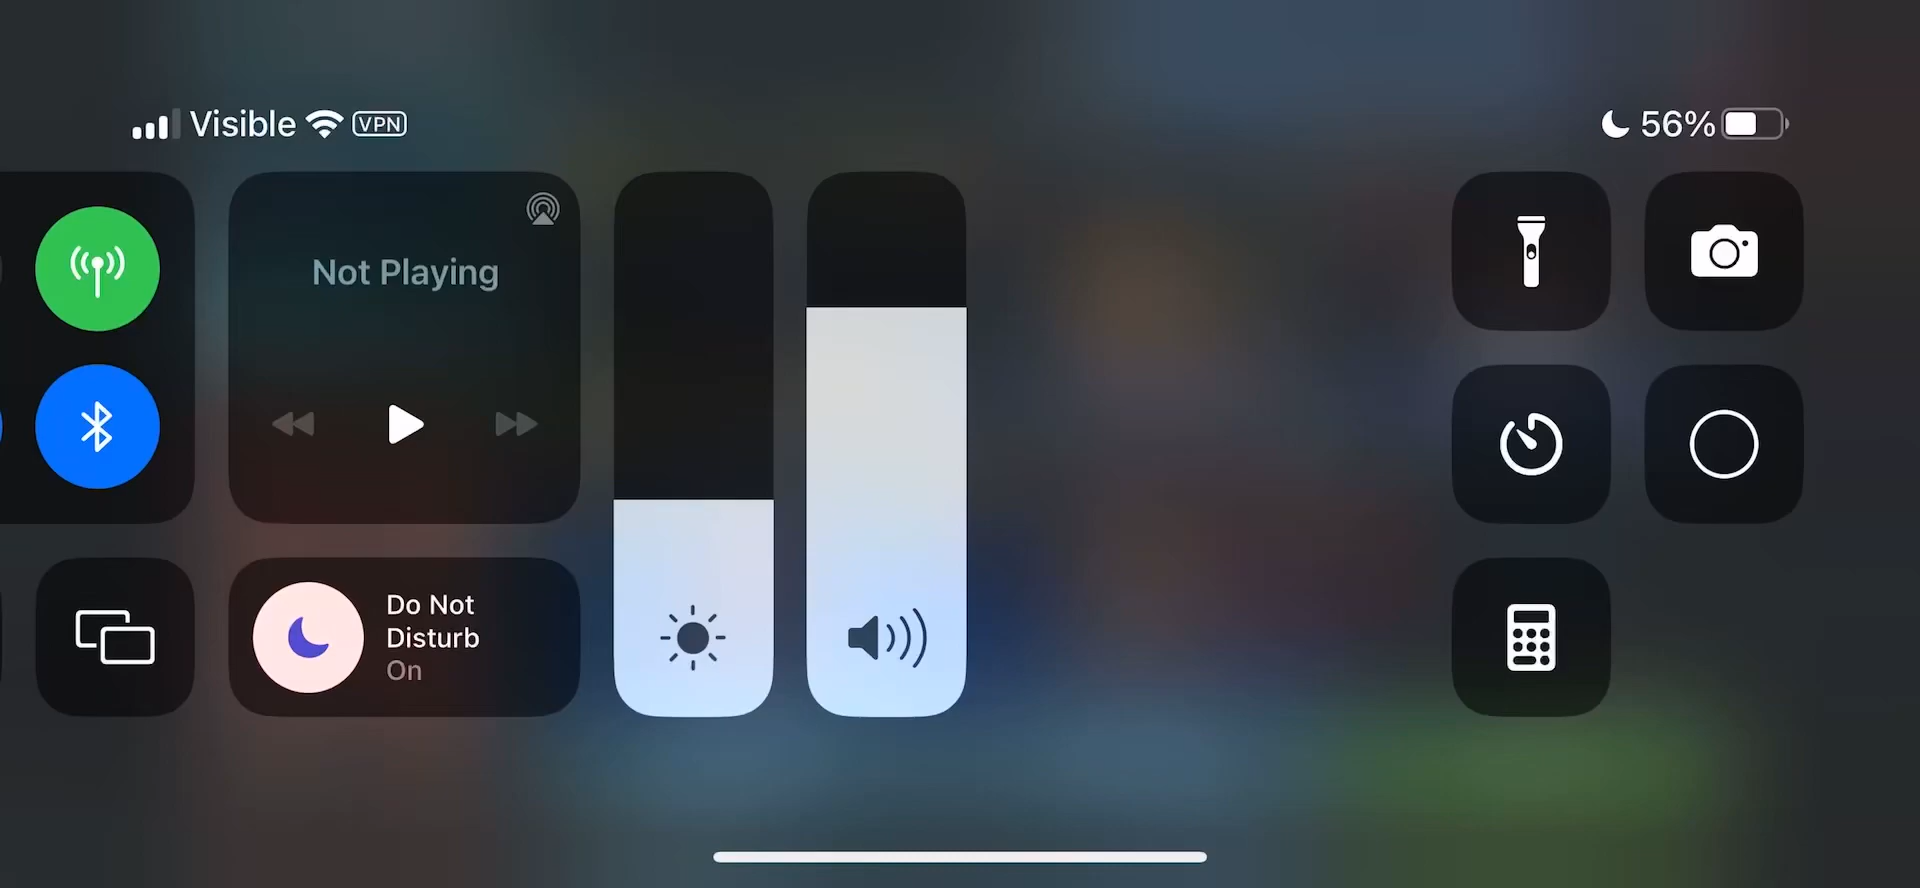 Visible VPN
56%
Not Playing
Do Not
Disturb
On